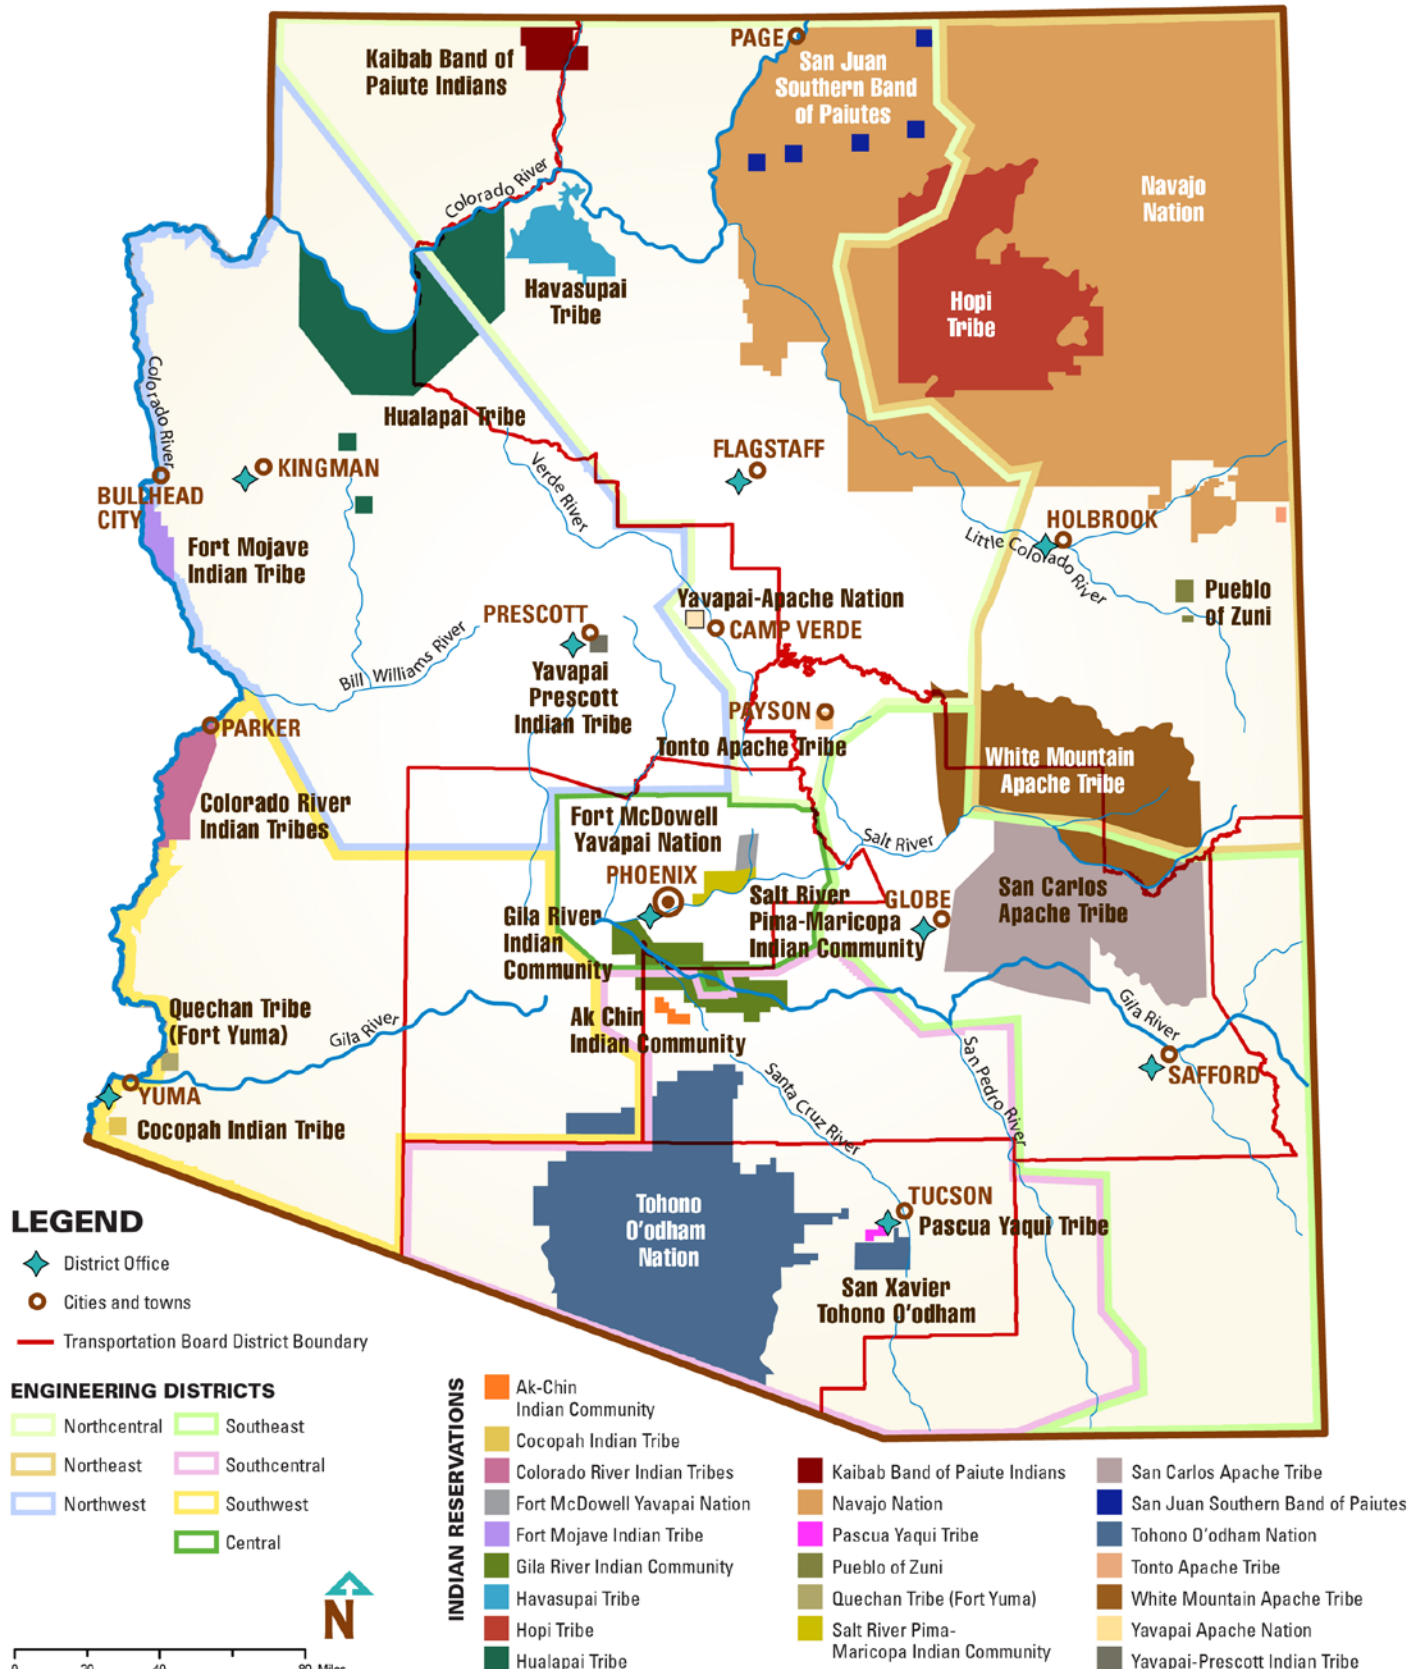 PAGE
Kaibab Band of
Paiute Indians
San Juan
Southern Band
of Paiutes
Colorado River
Navajo
Nation
Havasupai
Tribe
Hopi
Tribe
Colorado River
Hualapai Tribe
FLAGSTAFF
KINGMAN
Verde River
BULLHEAD
CITY
HOLBROOK
Little Colorado River
Fort Mojave
Indian Tribe
Pueblo
of Zuni
Yavapai-Apache Nation
PRESCOTT
CAMP VERDE
Bill Williams River
Yavapai
Prescott
Indian Tribe
PAYSON
PARKER
Tonto Apache Tribe
White Mountain
Apache Tribe
Colorado River
Indian Tribes
Fort McDowell
Yavapai Nation
Salt River
PHOENIX
Salt River
Pima-Maricopa
Indian Community
GLOBE
San Carlos
Apache Tribe
Gila River
Indian
Community
Quechan Tribe
(Fort Yuma)
Gila River
Ak Chin
Indian Community
Gila River
San Pedro River
Santa Cruz River
SAFFORD
YUMA
Cocopah Indian Tribe
Tohono
O'odham
Nation
TUCSON
Pascua Yaqui Tribe
San Xavier
Tohono O'odham
LEGEND
District Office
Cities and towns
Transportation Board District Boundary
ENGINEERING DISTRICTS
Northcentral
Northeast
Northwest
Southeast
Southcentral
Southwest
Central
N
0 20 40 80 Miles
INDIAN RESERVATIONS
Ak-Chin
Indian Community
Cocopah Indian Tribe
Colorado River Indian Tribes
Fort McDowell Yavapai Nation
Fort Mojave Indian Tribe
Gila River Indian Community
Havasupai Tribe
Hopi Tribe
Hualapai Tribe
Kaibab Band of Paiute Indians
Navajo Nation
Pascua Yaqui Tribe
Pueblo of Zuni
Quechan Tribe (Fort Yuma)
Salt River Pima-
Maricopa Indian Community
San Carlos Apache Tribe
San Juan Southern Band of Paiutes
Tohono O'odham Nation
Tonto Apache Tribe
White Mountain Apache Tribe
Yavapai Apache Nation
Yavapai-Prescott Indian Tribe